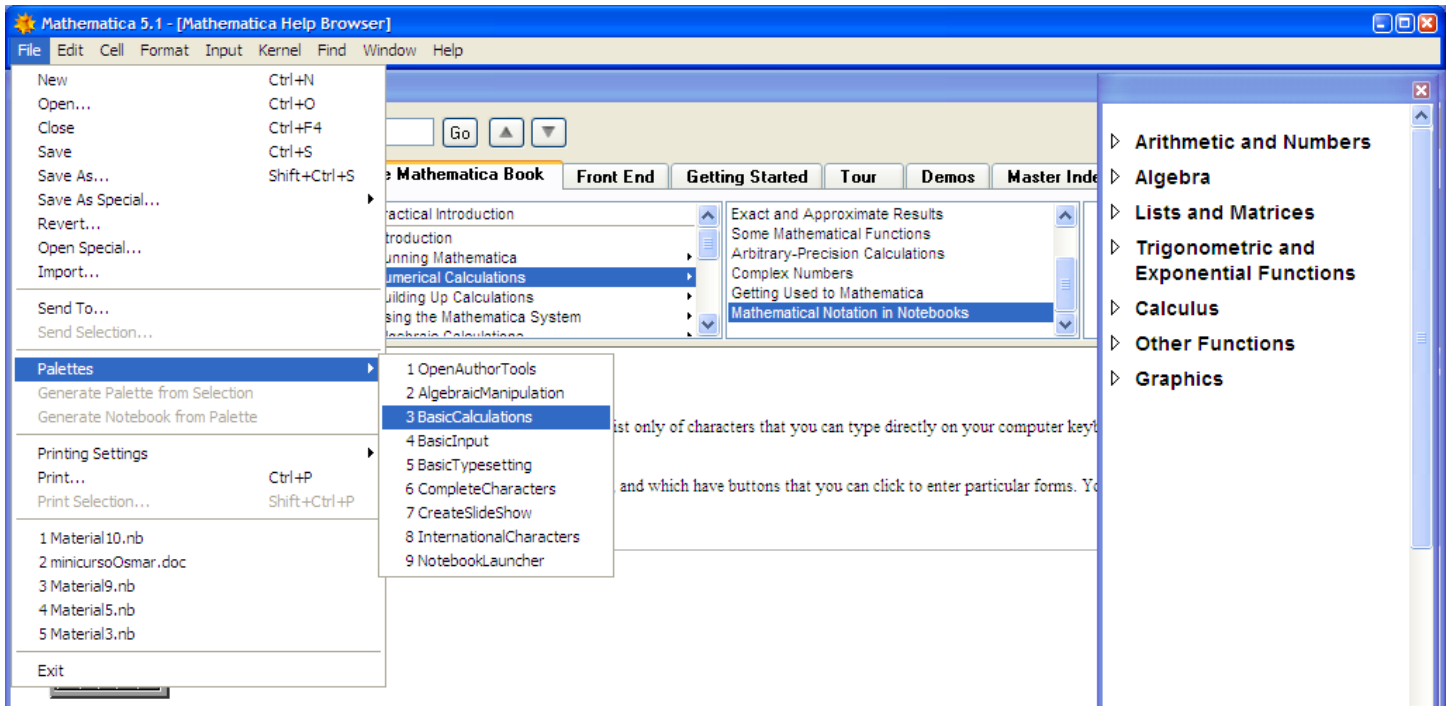 Mathematica 5.1 - [Mathematica Help Browser]
File Edit Cell Format Input Kernel Find Window Help
New Ctrl+N
Open... Ctrl+O
Close Ctrl+F4
Save Ctrl+S
Save As... Shift+Ctrl+S
Save As Special...
Revert...
Open Special...
Import...
Send To...
Send Selection...
Palettes
Generate Palette from Selection
Generate Notebook from Palette
Printing Settings
Print... Ctrl+P
Print Selection... Shift+Ctrl+P
1 Material10.nb
2 minicursoOsmar.doc
3 Material9.nb
4 Material5.nb
5 Material3.nb
Exit
1 OpenAuthorTools
2 AlgebraicManipulation
3 BasicCalculations
4 BasicInput
5 BasicTypesetting
6 CompleteCharacters
7 CreateSlideShow
8 InternationalCharacters
9 NotebookLauncher
Go
e Mathematica Book Front End Getting Started Tour Demos Master Inde
ractical Introduction
troduction
unning Mathematica
umerical Calculations
uilding Up Calculations
sing the Mathematica System
Exact and Approximate Results
Some Mathematical Functions
Arbitrary-Precision Calculations
Complex Numbers
Getting Used to Mathematica
Mathematical Notation in Notebooks
ist only of characters that you can type directly on your computer keyb
and which have buttons that you can click to enter particular forms. Yo
Arithmetic and Numbers
Algebra
Lists and Matrices
Trigonometric and
Exponential Functions
Calculus
Other Functions
Graphics